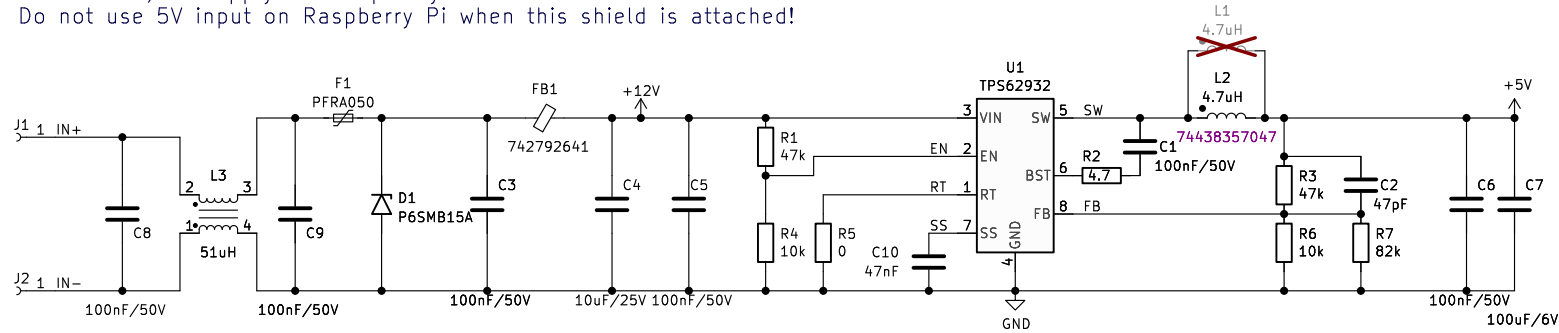 Do not use 5V input on Raspberry Pi when this shield is attached!
L1
4.7uH
L2
4.7uH
74438357047
+5V
U1
TPS62932
F1
PFRA050
FB1
742792641
+12V
J1 1 IN+
J2 1 IN-
L3
2 3
1 4
51uH
C8
100nF/50V
C9
100nF/50V
D1
P6SMB15A
C3
100nF/50V
C4
10uF/25V
C5
100nF/50V
R1
47k
R4
10k
R5
0
C10
47nF
EN
RT
SS
3 VIN
2 EN
1 RT
7 SS
GND
4
SW 5 SW
BST 6
FB 8 FB
R2
4.7
C1
100nF/50V
R3
47k
C2
47pF
R6
10k
R7
82k
C6
100nF/50V
C7
100uF/6V
GND